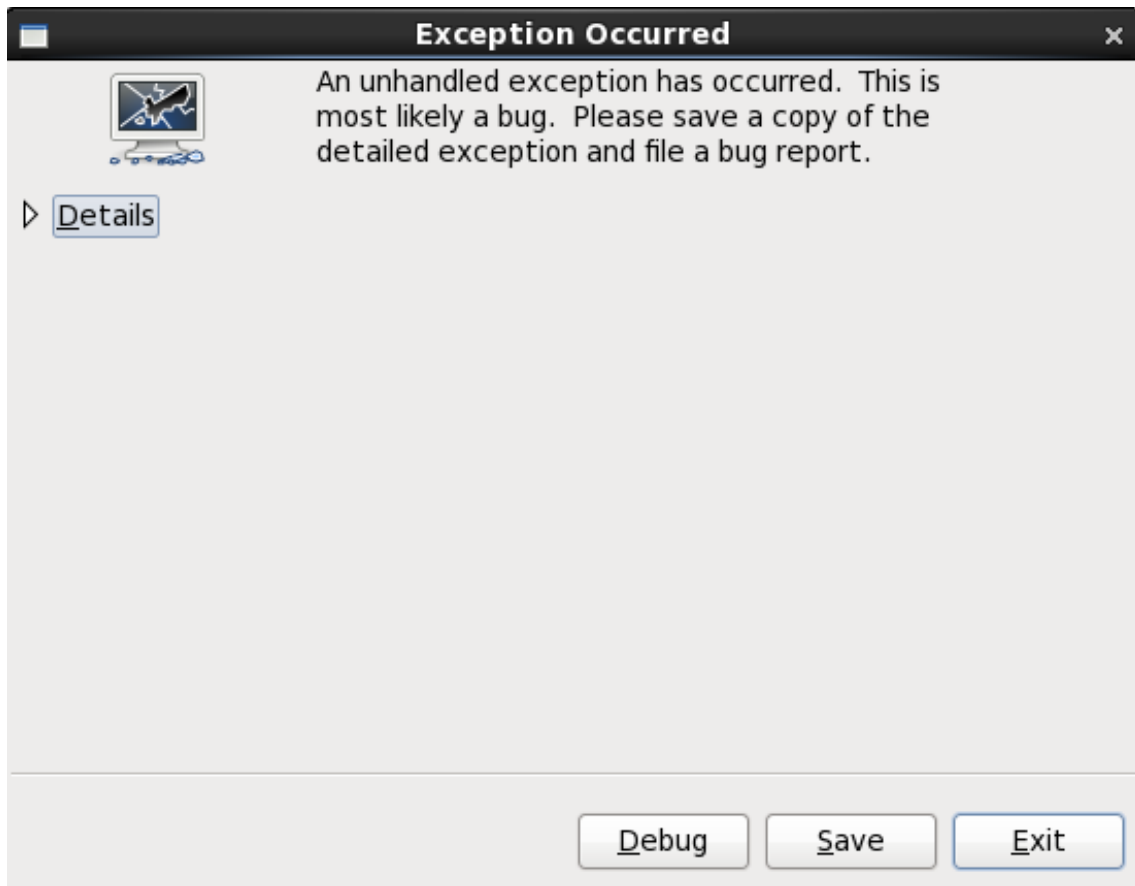 Exception Occurred
An unhandled exception has occurred.  This is
most likely a bug.  Please save a copy of the
detailed exception and file a bug report.
Details
Debug Save Exit